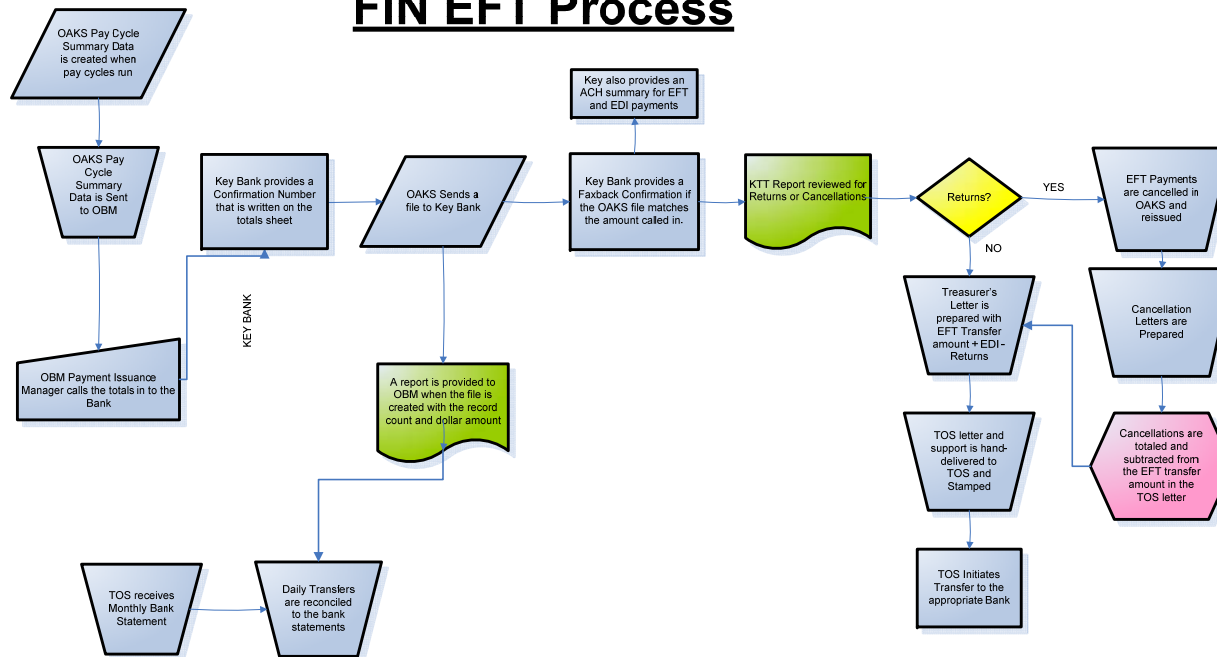 FIN EFT Process
OAKS Pay Cycle
Summary Data
is created when
pay cycles run
OAKS Pay
Cycle
Summary
Data is Sent
to OBM
OBM Payment Issuance
Manager calls the totals in to the
Bank
Key Bank provides a
Confirmation Number
that is written on the
totals sheet
KEY BANK
OAKS Sends a
file to Key Bank
A report is provided to
OBM when the file is
created with the record
count and dollar amount
Key also provides an
ACH summary for EFT
and EDI payments
Key Bank provides a
Faxback Confirmation if
the OAKS file matches
the amount called in.
KTT Report reviewed for
Returns or Cancellations
Returns?
YES
NO
EFT Payments
are cancelled in
OAKS and
reissued
Cancellation
Letters are
Prepared
Cancellations are
totaled and
subtracted from
the EFT transfer
amount in the
TOS letter
Treasurer's
Letter is
prepared with
EFT Transfer
amount + EDI -
Returns
TOS letter and
support is hand-
delivered to
TOS and
Stamped
TOS Initiates
Transfer to the
appropriate Bank
TOS receives
Monthly Bank
Statement
Daily Transfers
are reconciled
to the bank
statements